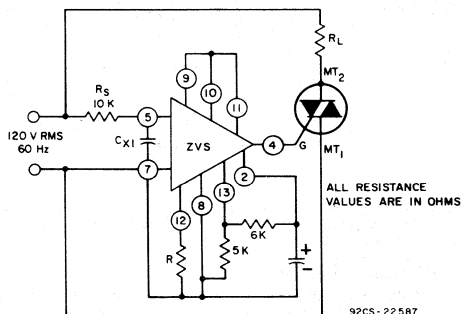 RL
MT2
RS
10 K
9
10
11
5
120 V RMS
60 Hz
CX1
ZVS
4
G
MT1
7
2
13
8
12
ALL RESISTANCE
VALUES ARE IN OHMS
6K
+
R
5K
-
92CS-22587